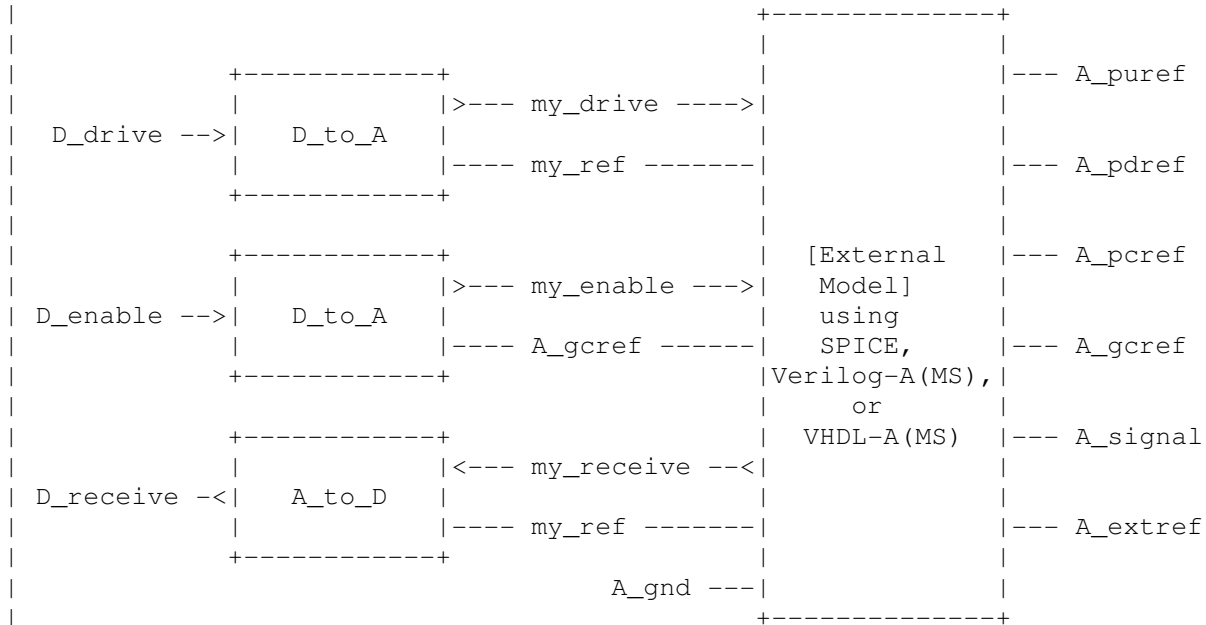 |                                                 +--------------+
|                                                 |              |
|              +------------+                     |              |--- A_puref
|              |            |>--- my_drive ---->|              |
|  D_drive -->|   D_to_A   |                     |              |
|              |            |---- my_ref -------|              |--- A_pdref
|              +------------+                     |              |
|                                                 |              |
|              +------------+                     |  [External   |--- A_pcref
|              |            |>--- my_enable --->|   Model]     |
| D_enable -->|   D_to_A   |                     |   using      |
|              |            |---- A_gcref ------|   SPICE,     |--- A_gcref
|              +------------+                     |Verilog-A(MS),|
|                                                 |     or       |
|              +------------+                     |  VHDL-A(MS)  |--- A_signal
|              |            |<--- my_receive --<|              |
| D_receive -<|   A_to_D   |                     |              |
|              |            |---- my_ref -------|              |--- A_extref
|              +------------+                     |              |
|                                       A_gnd ---|              |
|                                                 +--------------+